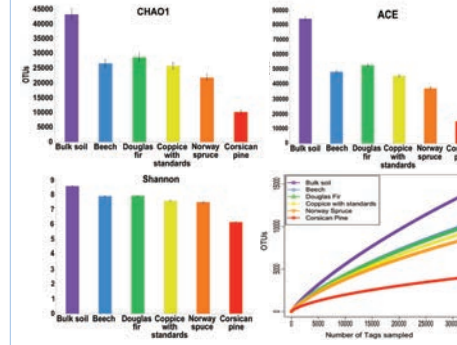 CHAO1
45000
40000
35000
30000
25000
20000
15000
10000
5000
0
OTUs
Bulk soil Beech Douglas fir Coppice with standards Norway spruce Corsican pine
ACE
90000
80000
70000
60000
50000
40000
30000
20000
10000
0
Bulk soil Beech Douglas fir Coppice with standards Norway spruce
Shannon
9
8
7
6
5
4
3
2
1
0
Bulk soil Beech Douglas fir Coppice with standards Norway spuce Corsican pine
Bulk soil
Beech
Douglas Fir
Coppice with standards
Norway Spruce
Corsican Pine
OTUs
0 5000 10000 15000 20000 25000 30000
Number of Tags sampled